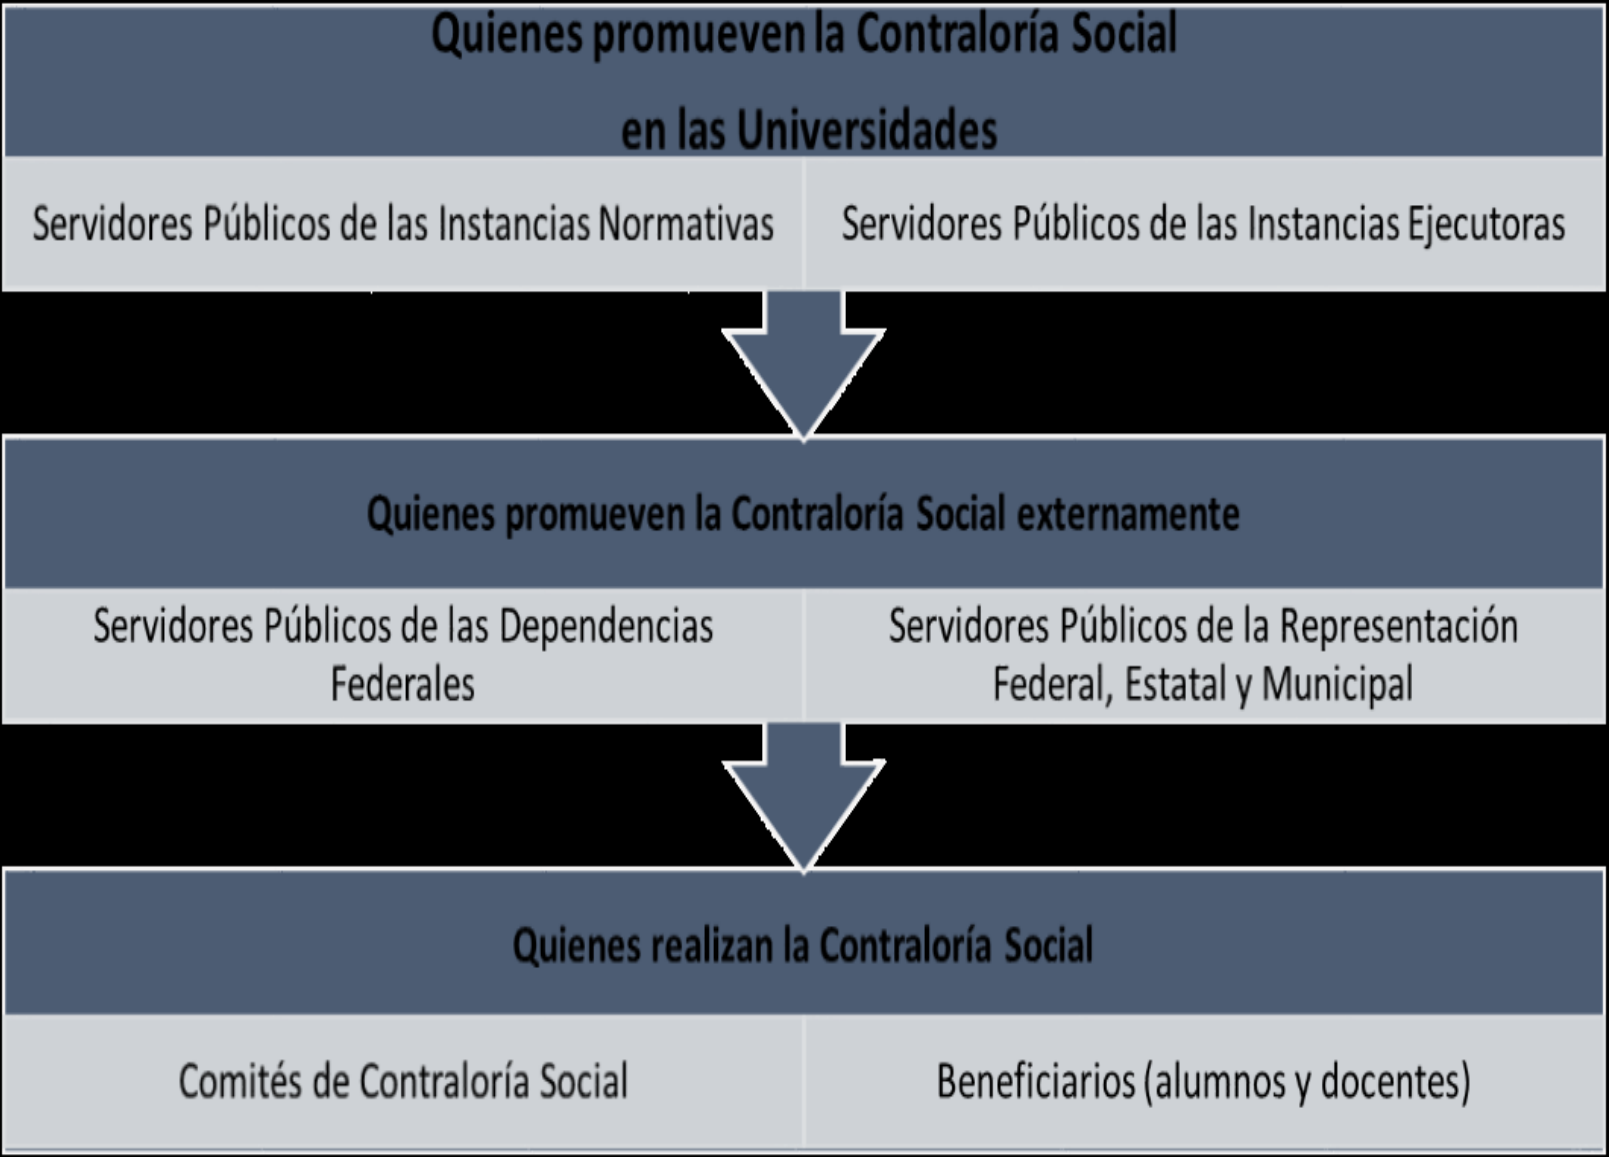 Quienes promueven la Contraloría Social
en las Universidades
Servidores Públicos de las Instancias Normativas
Servidores Públicos de las Instancias Ejecutoras
Quienes promueven la Contraloría Social externamente
Servidores Públicos de las Dependencias
Federales
Servidores Públicos de la Representación
Federal, Estatal y Municipal
Quienes realizan la Contraloría Social
Comités de Contraloría Social
Beneficiarios (alumnos y docentes)